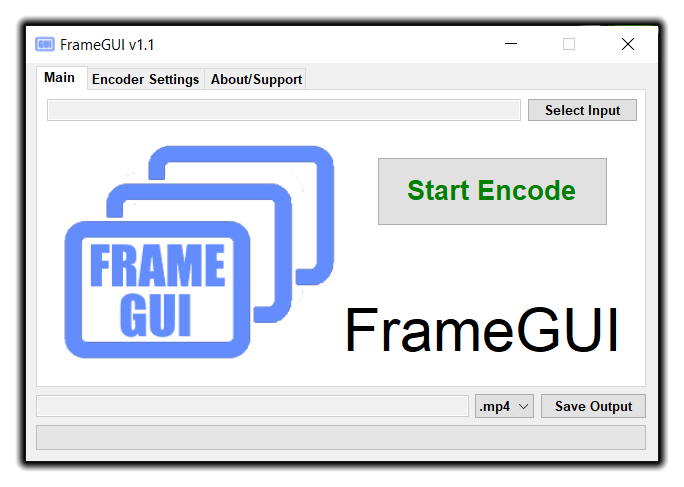 FrameGUI v1.1
Main Encoder Settings About/Support
Select Input
Start Encode
FRAME
GUI
FrameGUI
.mp4 Save Output